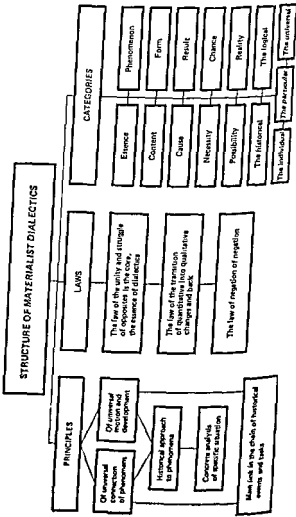 STRUCTURE OF MATERIALIST DIALECTICS
PRINCIPLES
Of universal
connections
of phenomena
Of universal
motion and
development
Historical approach
to phenomena
Concrete analysis
of specific situation
Main link in the chain of historical
events and tasks
LAWS
The law of the unity and struggle
of opposites is the core,
the essence of dialectics
The law of the transition
of quantitative into qualitative
changes and back
The law of negation of negation
CATEGORIES
Essence
Phenomenon
Content
Form
Cause
Result
Necessity
Chance
Possibility
Reality
The historical
The logical
The individual
The particular
The universal